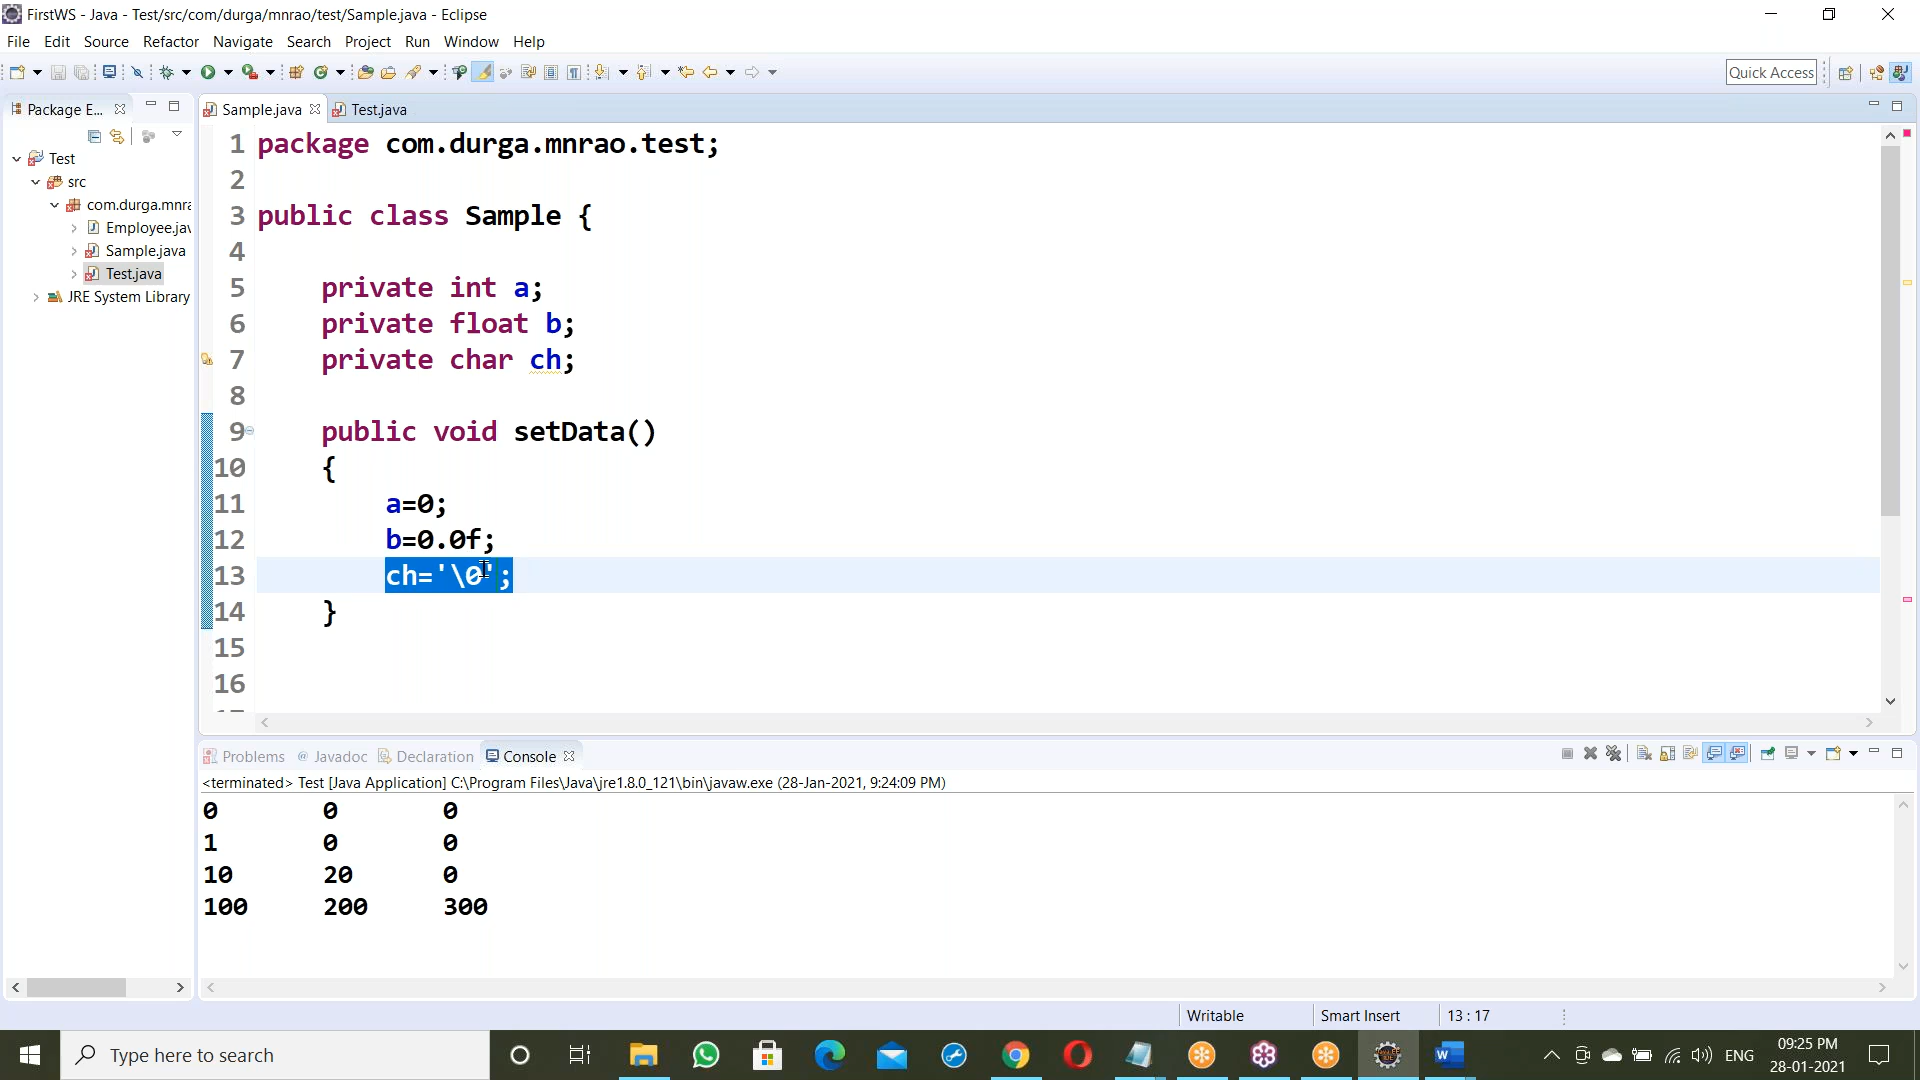 FirstWS - Java - Test/src/com/durga/mnrao/test/Sample.java - Eclipse
File Edit Source Refactor Navigate Search Project Run Window Help
Quick Access
Package E...
Sample.java Test.java
Test
src
com.durga.mnra
Employee.jav
Sample.java
Test.java
JRE System Library
1 package com.durga.mnrao.test;
2
3 public class Sample {
4
5 private int a;
6 private float b;
7 private char ch;
8
9 public void setData()
10 {
11 a=0;
12 b=0.0f;
13 ch='\0';
14 }
15
16
Problems @ Javadoc Declaration Console
<terminated> Test [Java Application] C:\Program Files\Java\jre1.8.0_121\bin\javaw.exe (28-Jan-2021, 9:24:09 PM)
0 0 0
1 0 0
10 20 0
100 200 300
Writable Smart Insert 13 : 17
Type here to search
ENG
09:25 PM
28-01-2021